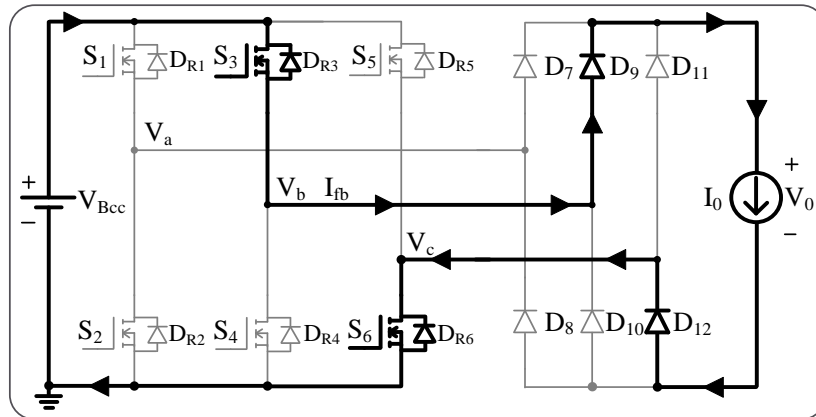 S1 DR1 S3 DR3 S5 DR5 D7 D9 D11
Va
+ VBcc −
Vb Ifb
I0 + V0 −
Vc
S2 DR2 S4 DR4 S6 DR6 D8 D10 D12